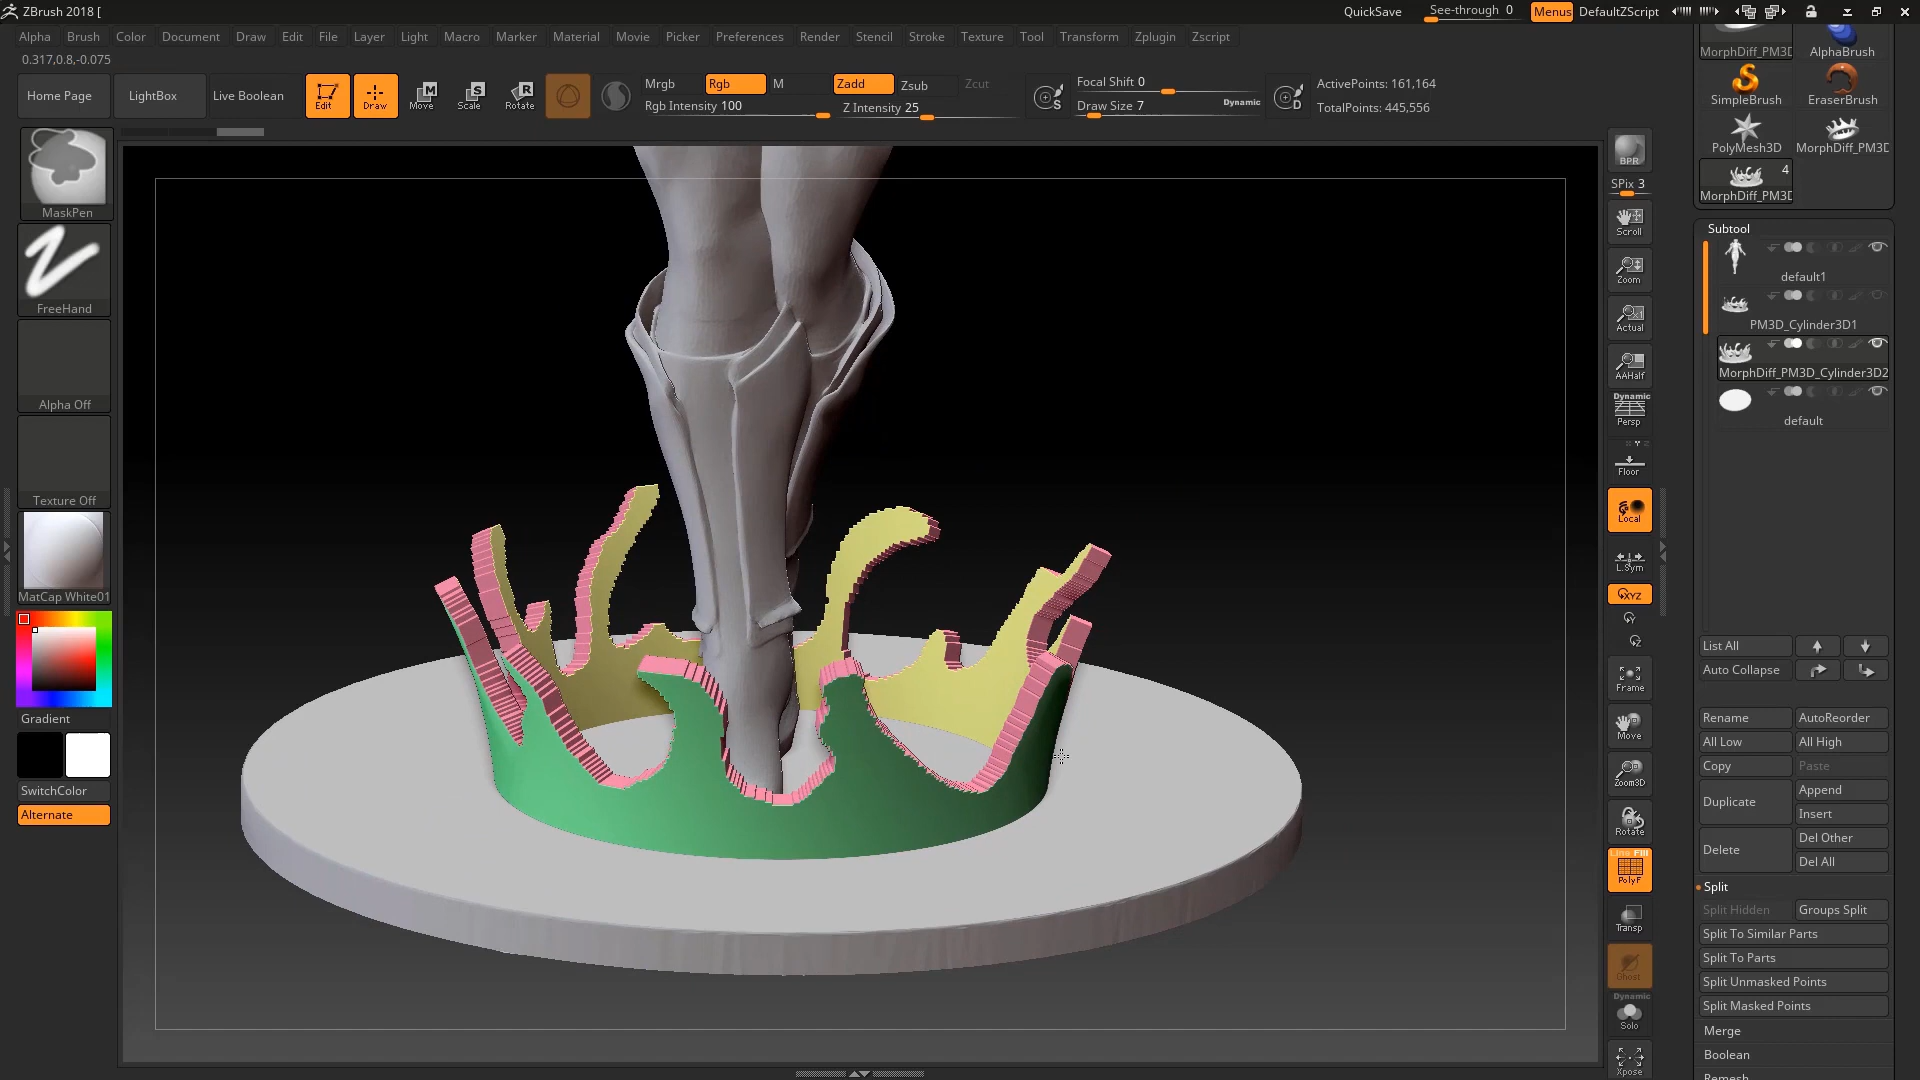 ZBrush 2018 [
QuickSave See-through 0 Menus DefaultZScript
Alpha Brush Color Document Draw Edit File Layer Light Macro Marker Material Movie Picker Preferences Render Stencil Stroke Texture Tool Transform Zplugin Zscript
0.317,0.8,-0.075
Home Page LightBox Live Boolean Edit Draw Move Scale Rotate
Mrgb Rgb M Zadd Zsub Zcut
Rgb Intensity 100 Z Intensity 25
Focal Shift 0
Draw Size 7 Dynamic
ActivePoints: 161,164
TotalPoints: 445,556
MaskPen
FreeHand
Alpha Off
Texture Off
MatCap White01
Gradient
SwitchColor
Alternate
BPR
SPix 3
Scroll
Zoom
Actual
AAHalf
Dynamic
Persp
Floor
Local
L.Sym
XYZ
Frame
Move
Zoom3D
Rotate
Line Fill
PolyF
Transp
Ghost
Dynamic
Solo
Xpose
MorphDiff_PM3D AlphaBrush
SimpleBrush EraserBrush
PolyMesh3D MorphDiff_PM3D
4
MorphDiff_PM3D
Subtool
default1
PM3D_Cylinder3D1
MorphDiff_PM3D_Cylinder3D2
default
List All
Auto Collapse
Rename AutoReorder
All Low All High
Copy Paste
Duplicate Append
Insert
Delete Del Other
Del All
Split
Split Hidden Groups Split
Split To Similar Parts
Split To Parts
Split Unmasked Points
Split Masked Points
Merge
Boolean
Remesh